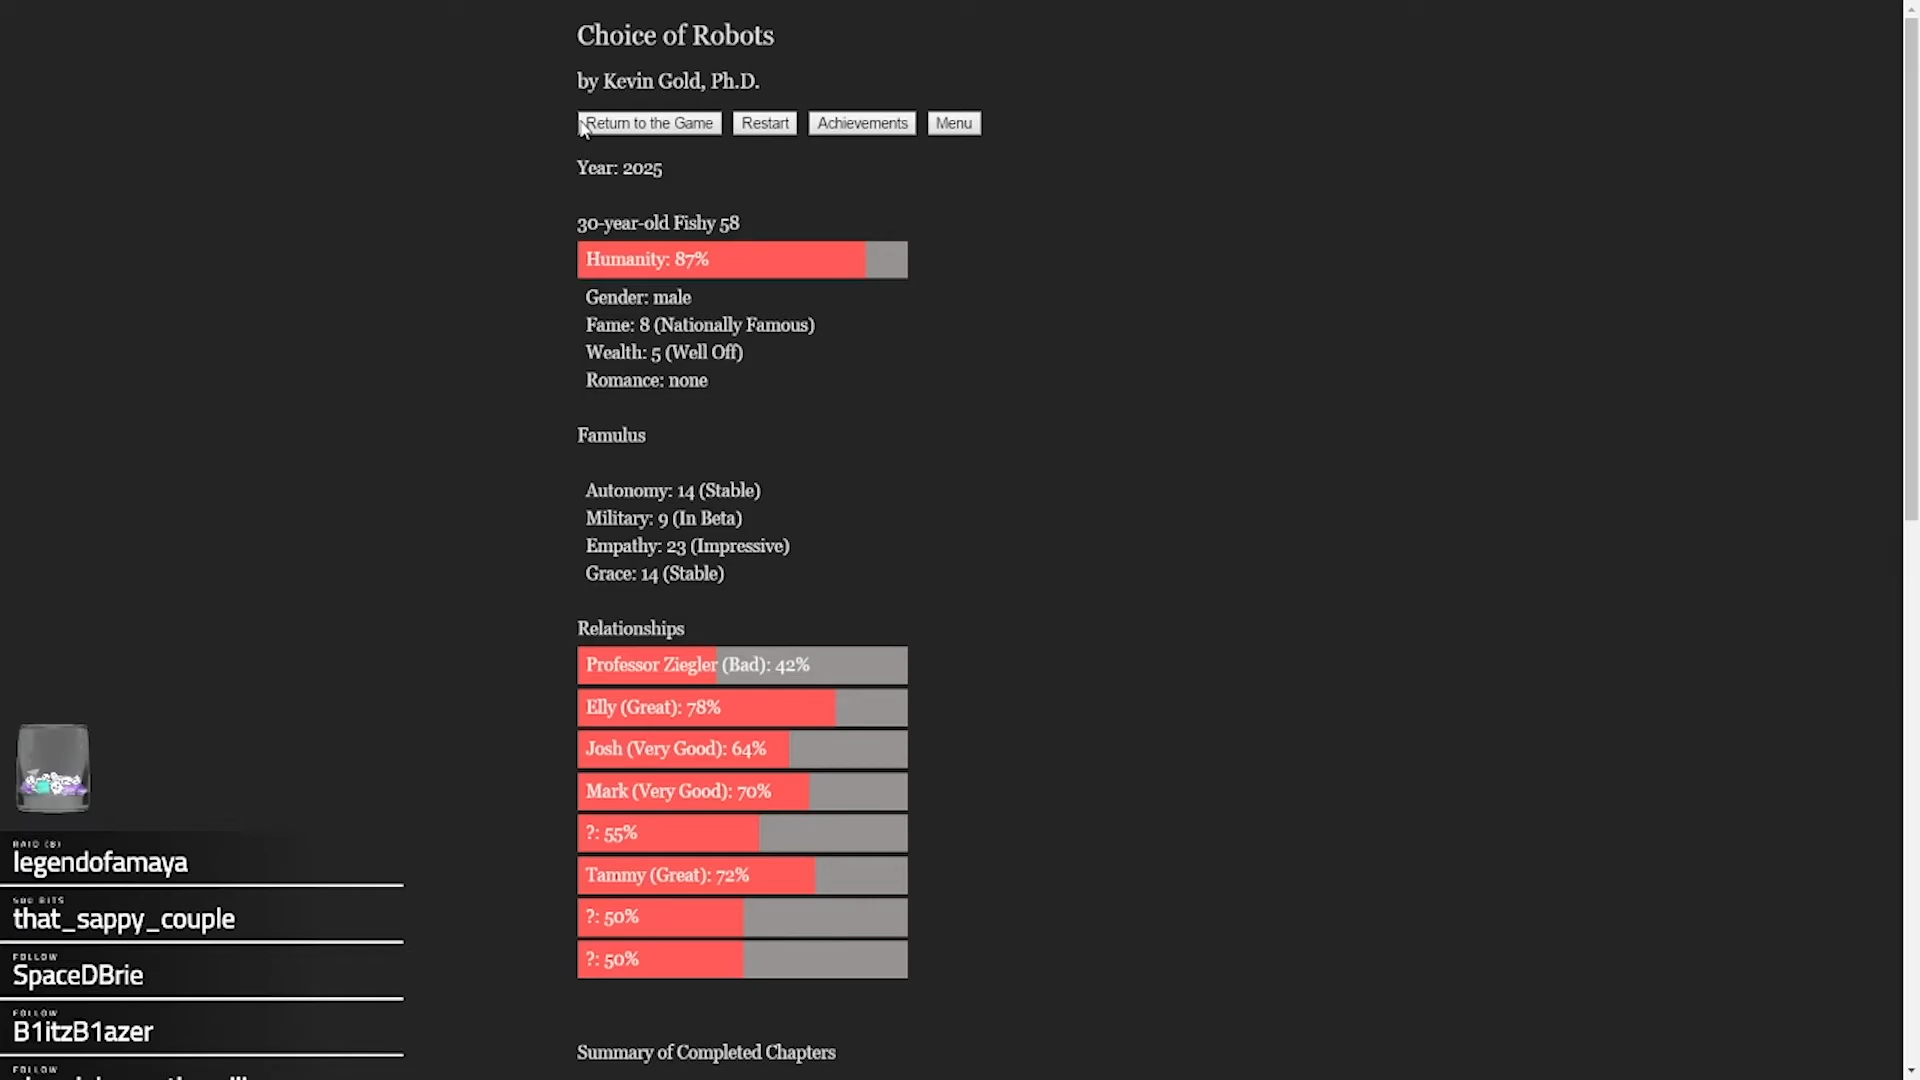 Choice of Robots
by Kevin Gold, Ph.D.
Return to the Game Restart Achievements Menu
Year: 2025
30-year-old Fishy 58
Humanity: 87%
Gender: male
Fame: 8 (Nationally Famous)
Wealth: 5 (Well Off)
Romance: none
Famulus
Autonomy: 14 (Stable)
Military: 9 (In Beta)
Empathy: 23 (Impressive)
Grace: 14 (Stable)
Relationships
Professor Ziegler (Bad): 42%
Elly (Great): 78%
Josh (Very Good): 64%
Mark (Very Good): 70%
?: 55%
Tammy (Great): 72%
?: 50%
?: 50%
Summary of Completed Chapters
RAID (8)
legendofamaya
500 BITS
that_sappy_couple
FOLLOW
SpaceDBrie
FOLLOW
B1itzB1azer
FOLLOW